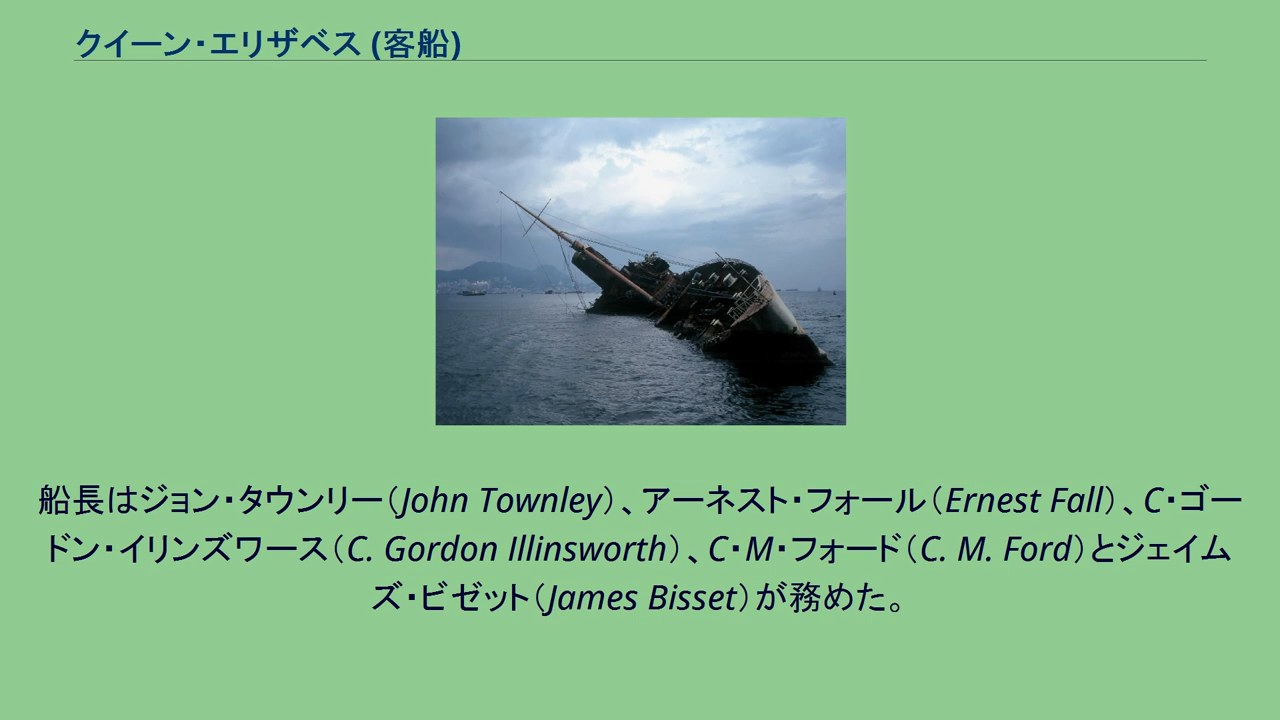 クイーン・エリザベス (客船)
船長はジョン・タウンリー（John Townley）、アーネスト・フォール（Ernest Fall）、C・ゴー
ドン・イリンズワース（C. Gordon Illinsworth）、C・M・フォード（C. M. Ford）とジェイム
ズ・ビゼット（James Bisset）が務めた。